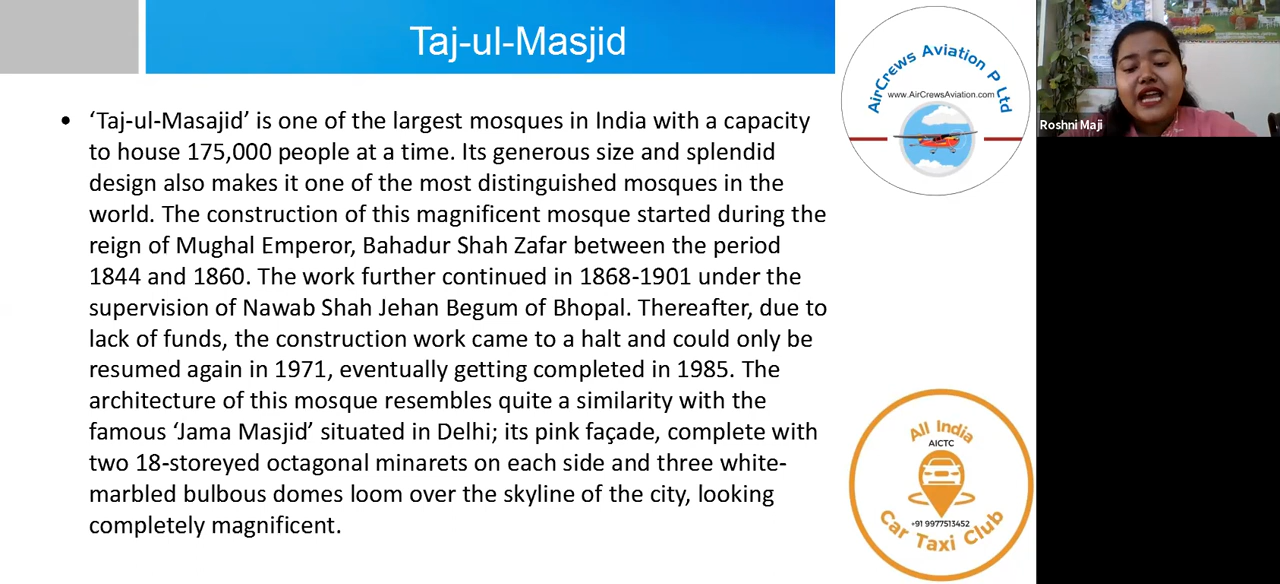 Taj-ul-Masjid
• ‘Taj-ul-Masajid’ is one of the largest mosques in India with a capacity
to house 175,000 people at a time. Its generous size and splendid
design also makes it one of the most distinguished mosques in the
world. The construction of this magnificent mosque started during the
reign of Mughal Emperor, Bahadur Shah Zafar between the period
1844 and 1860. The work further continued in 1868-1901 under the
supervision of Nawab Shah Jehan Begum of Bhopal. Thereafter, due to
lack of funds, the construction work came to a halt and could only be
resumed again in 1971, eventually getting completed in 1985. The
architecture of this mosque resembles quite a similarity with the
famous ‘Jama Masjid’ situated in Delhi; its pink façade, complete with
two 18-storeyed octagonal minarets on each side and three white-
marbled bulbous domes loom over the skyline of the city, looking
completely magnificent.
AirCrews Aviation P Ltd
www.AirCrewsAviation.com
Roshni Maji
All India
AICTC
+91 9977513452
Car Taxi Club